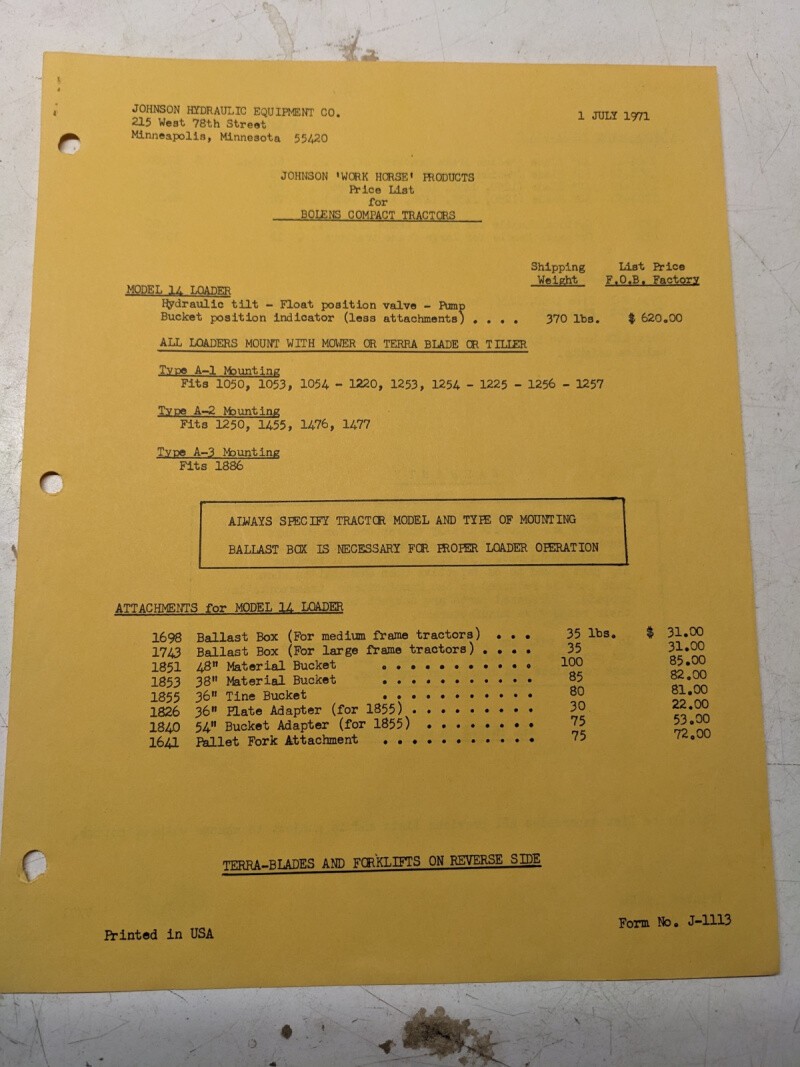 JOHNSON HYDRAULIC EQUIPMENT CO.
215 West 78th Street
Minneapolis, Minnesota 55420
1 JULY 1971
JOHNSON 'WORK HORSE' PRODUCTS
Price List
for
BOLENS COMPACT TRACTORS
Shipping Weight
List Price F.O.B. Factory
MODEL 14 LOADER
Hydraulic tilt - Float position valve - Pump
Bucket position indicator (less attachments) . . . . 370 lbs. $ 620.00
ALL LOADERS MOUNT WITH MOWER OR TERRA BLADE OR TILLER
Type A-1 Mounting
Fits 1050, 1053, 1054 - 1220, 1253, 1254 - 1225 - 1256 - 1257
Type A-2 Mounting
Fits 1250, 1455, 1476, 1477
Type A-3 Mounting
Fits 1886
ALWAYS SPECIFY TRACTOR MODEL AND TYPE OF MOUNTING
BALLAST BOX IS NECESSARY FOR PROPER LOADER OPERATION
ATTACHMENTS for MODEL 14 LOADER
1698 Ballast Box (For medium frame tractors) . . . 35 lbs. $ 31.00
1743 Ballast Box (For large frame tractors) . . . . 35 31.00
1851 48" Material Bucket . . . . . . . . . . . 100 85.00
1853 38" Material Bucket . . . . . . . . . . . 85 82.00
1855 36" Tine Bucket . . . . . . . . . . . 80 81.00
1826 36" Plate Adapter (for 1855) . . . . . . . . . 30 22.00
1840 54" Bucket Adapter (for 1855) . . . . . . . . 75 53.00
1641 Pallet Fork Attachment . . . . . . . . . . . 75 72.00
TERRA-BLADES AND FORKLIFTS ON REVERSE SIDE
Printed in USA
Form No. J-1113